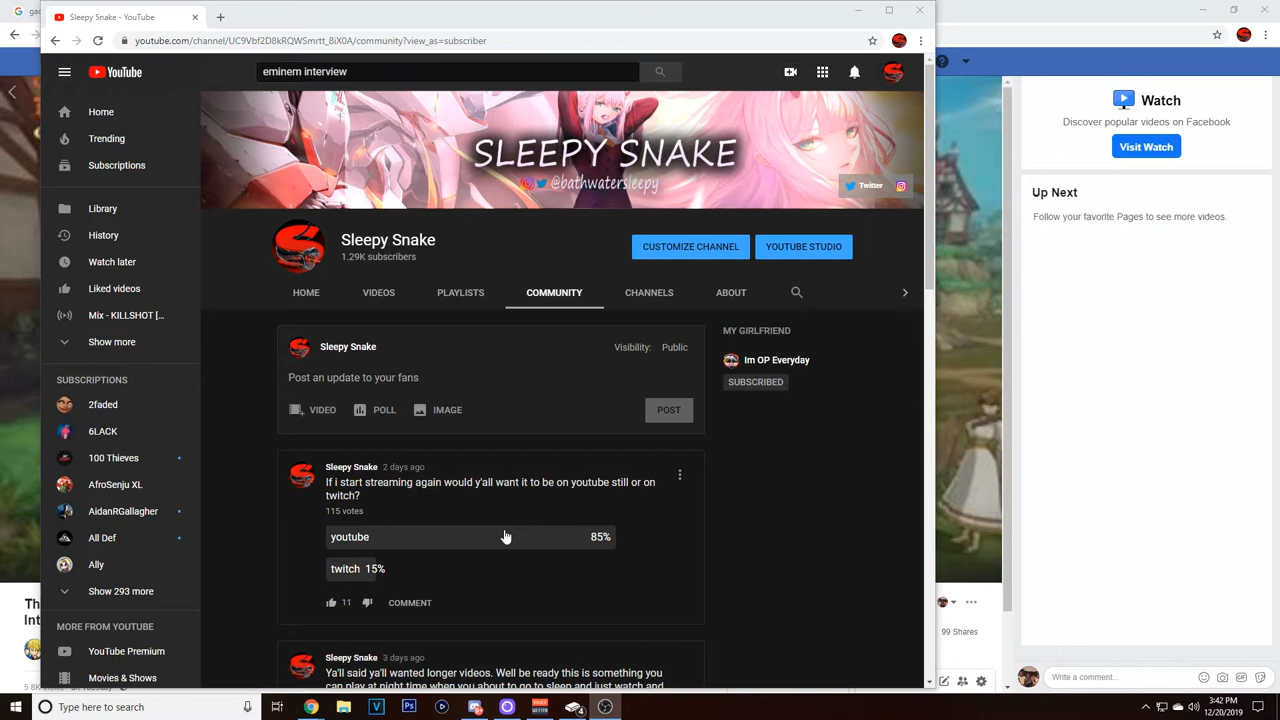 Sleepy Snake - YouTube
youtube.com/channel/UC9Vbf2D8kRQWSmrtt_8iX0A/community?view_as=subscriber
YouTube
eminem interview
Home
Trending
Subscriptions
Library
History
Watch later
Liked videos
Mix - KILLSHOT [...
Show more
SUBSCRIPTIONS
2faded
6LACK
100 Thieves
AfroSenju XL
AidanRGallagher
All Def
Ally
Show 293 more
MORE FROM YOUTUBE
YouTube Premium
Movies & Shows
SLEEPY SNAKE
@bathwatersleepy
Twitter
Sleepy Snake
1.29K subscribers
CUSTOMIZE CHANNEL
YOUTUBE STUDIO
HOME VIDEOS PLAYLISTS COMMUNITY CHANNELS ABOUT
Sleepy Snake
Visibility: Public
Post an update to your fans
VIDEO POLL IMAGE
POST
MY GIRLFRIEND
Im OP Everyday
SUBSCRIBED
Sleepy Snake 2 days ago
If i start streaming again would y'all want it to be on youtube still or on
twitch?
115 votes
youtube 85%
twitch 15%
11 COMMENT
Sleepy Snake 3 days ago
Ya'll said ya'll wanted longer videos. Well be ready this is something you
Watch
Discover popular videos on Facebook
Visit Watch
Up Next
Follow your favorite Pages to see more videos.
99 Shares
Write a comment...
Type here to search
3:42 PM
12/20/2019